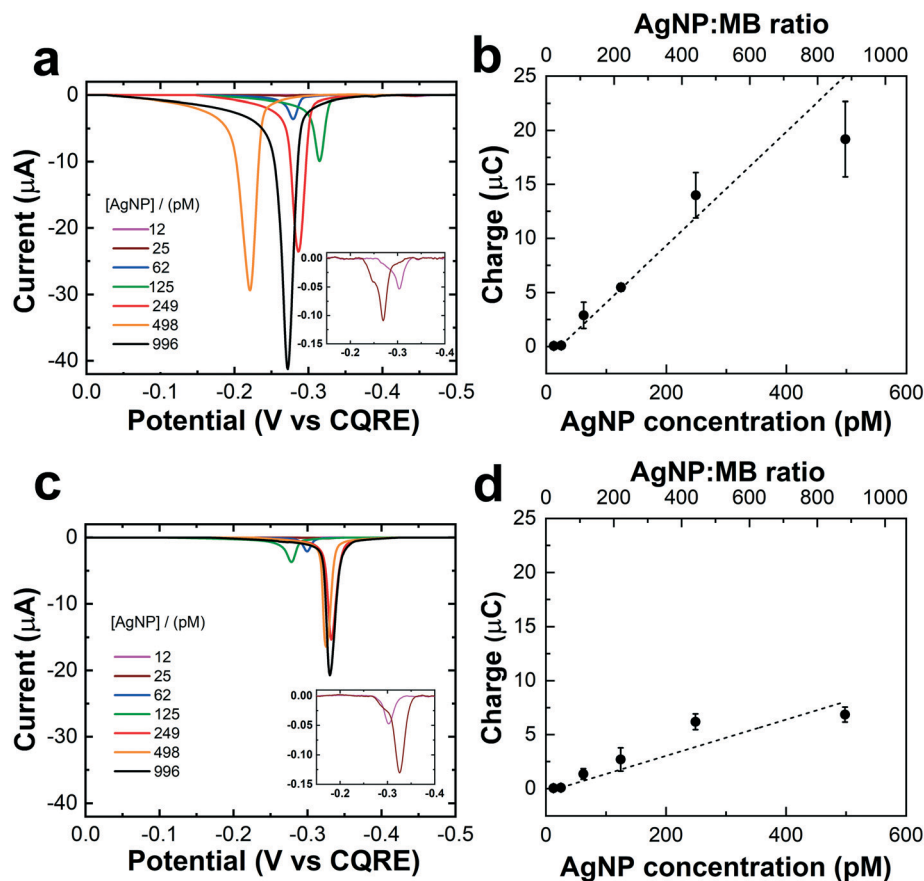 a
0
-10
-20
-30
-40
Current (μA)
[AgNP] / (pM)
12
25
62
125
249
498
996
0.00
-0.05
-0.10
-0.15
-0.2 -0.3 -0.4
0.0 -0.1 -0.2 -0.3 -0.4 -0.5
Potential (V vs CQRE)
b
AgNP:MB ratio
0 200 400 600 800 1000
25
20
15
10
5
0
Charge (μC)
0 200 400 600
AgNP concentration (pM)
c
0
-10
-20
-30
-40
Current (μA)
[AgNP] / (pM)
12
25
62
125
249
498
996
0.00
-0.05
-0.10
-0.15
-0.2 -0.3 -0.4
0.0 -0.1 -0.2 -0.3 -0.4 -0.5
Potential (V vs CQRE)
d
AgNP:MB ratio
0 200 400 600 800 1000
25
20
15
10
5
0
Charge (μC)
0 200 400 600
AgNP concentration (pM)